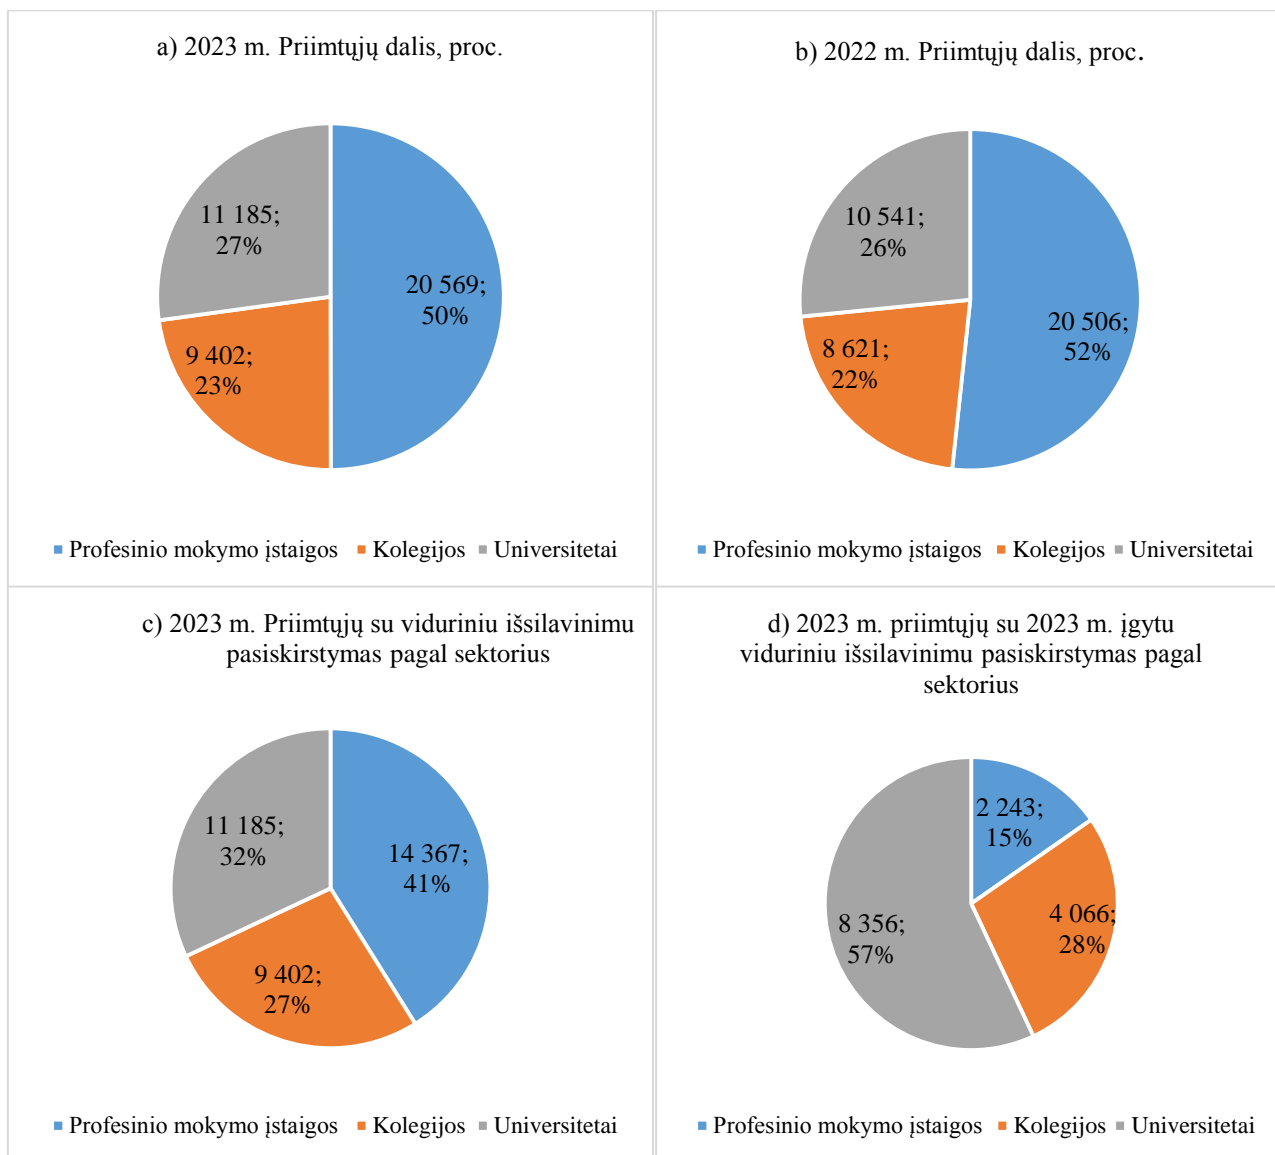 a) 2023 m. Priimtųjų dalis, proc.
11 185;
27%
20 569;
50%
9 402;
23%
■ Profesinio mokymo įstaigos ■ Kolegijos ■ Universitetai
b) 2022 m. Priimtųjų dalis, proc.
10 541;
26%
20 506;
52%
8 621;
22%
■ Profesinio mokymo įstaigos ■ Kolegijos ■ Universitetai
c) 2023 m. Priimtųjų su viduriniu išsilavinimu
pasiskirstymas pagal sektorius
11 185;
32%
14 367;
41%
9 402;
27%
■ Profesinio mokymo įstaigos ■ Kolegijos ■ Universitetai
d) 2023 m. priimtųjų su 2023 m. įgytu
viduriniu išsilavinimu pasiskirstymas pagal
sektorius
2 243;
15%
8 356;
57%
4 066;
28%
■ Profesinio mokymo įstaigos ■ Kolegijos ■ Universitetai